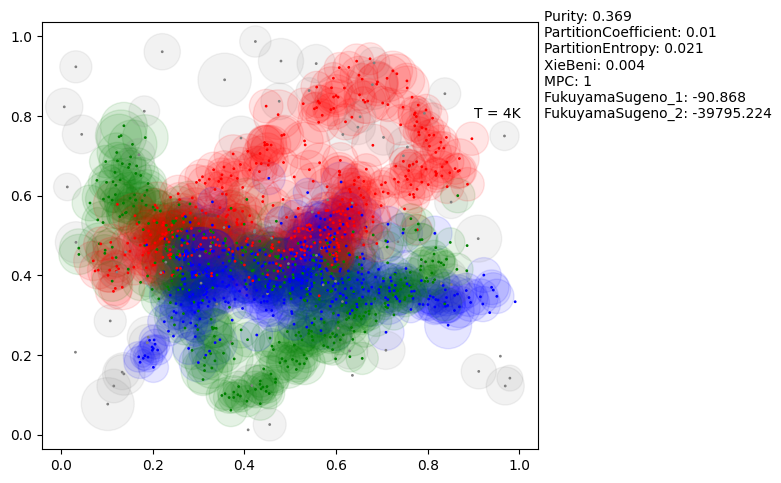 Purity: 0.369
PartitionCoefficient: 0.01
PartitionEntropy: 0.021
XieBeni: 0.004
MPC: 1
FukuyamaSugeno_1: -90.868
FukuyamaSugeno_2: -39795.224
T = 4K
1.0
0.8
0.6
0.4
0.2
0.0
0.0 0.2 0.4 0.6 0.8 1.0